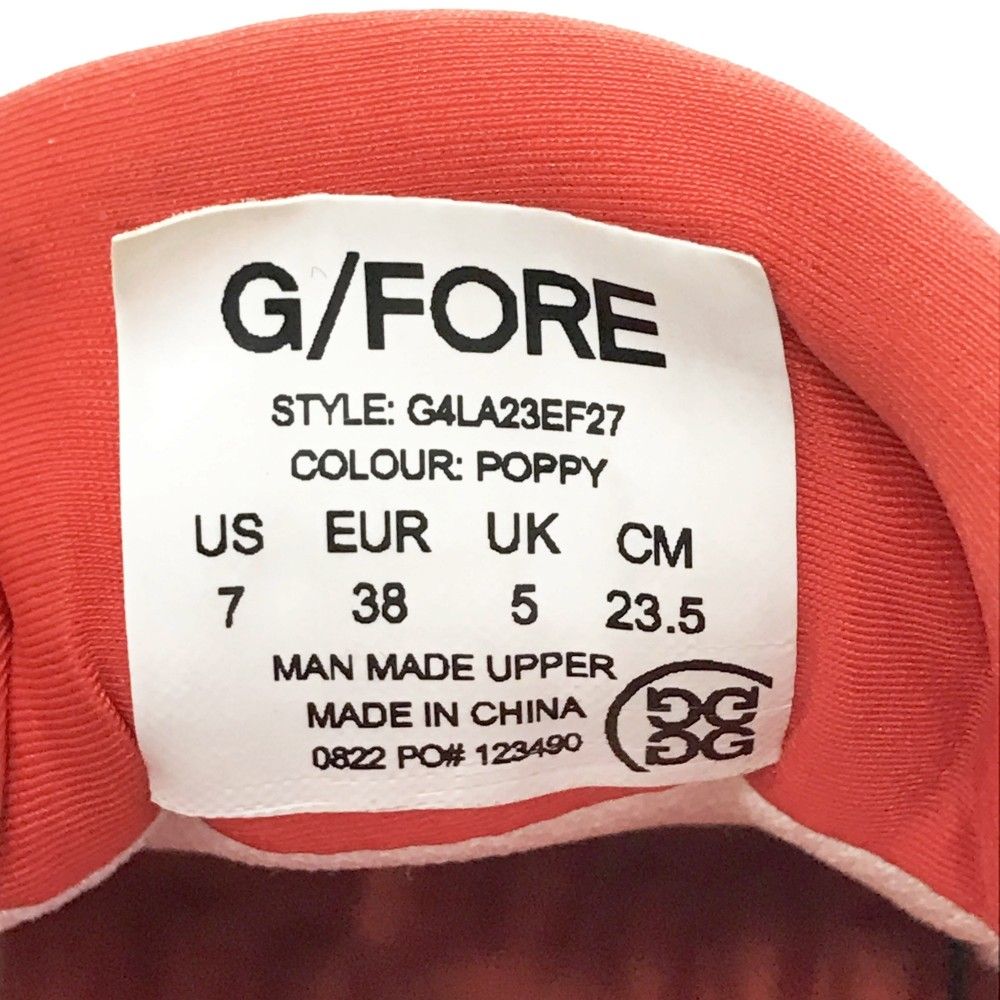 G/FORE
STYLE: G4LA23EF27
COLOUR: POPPY
US EUR UK CM
7 38 5 23.5
MAN MADE UPPER
MADE IN CHINA
0822 PO# 123490
GG
GG